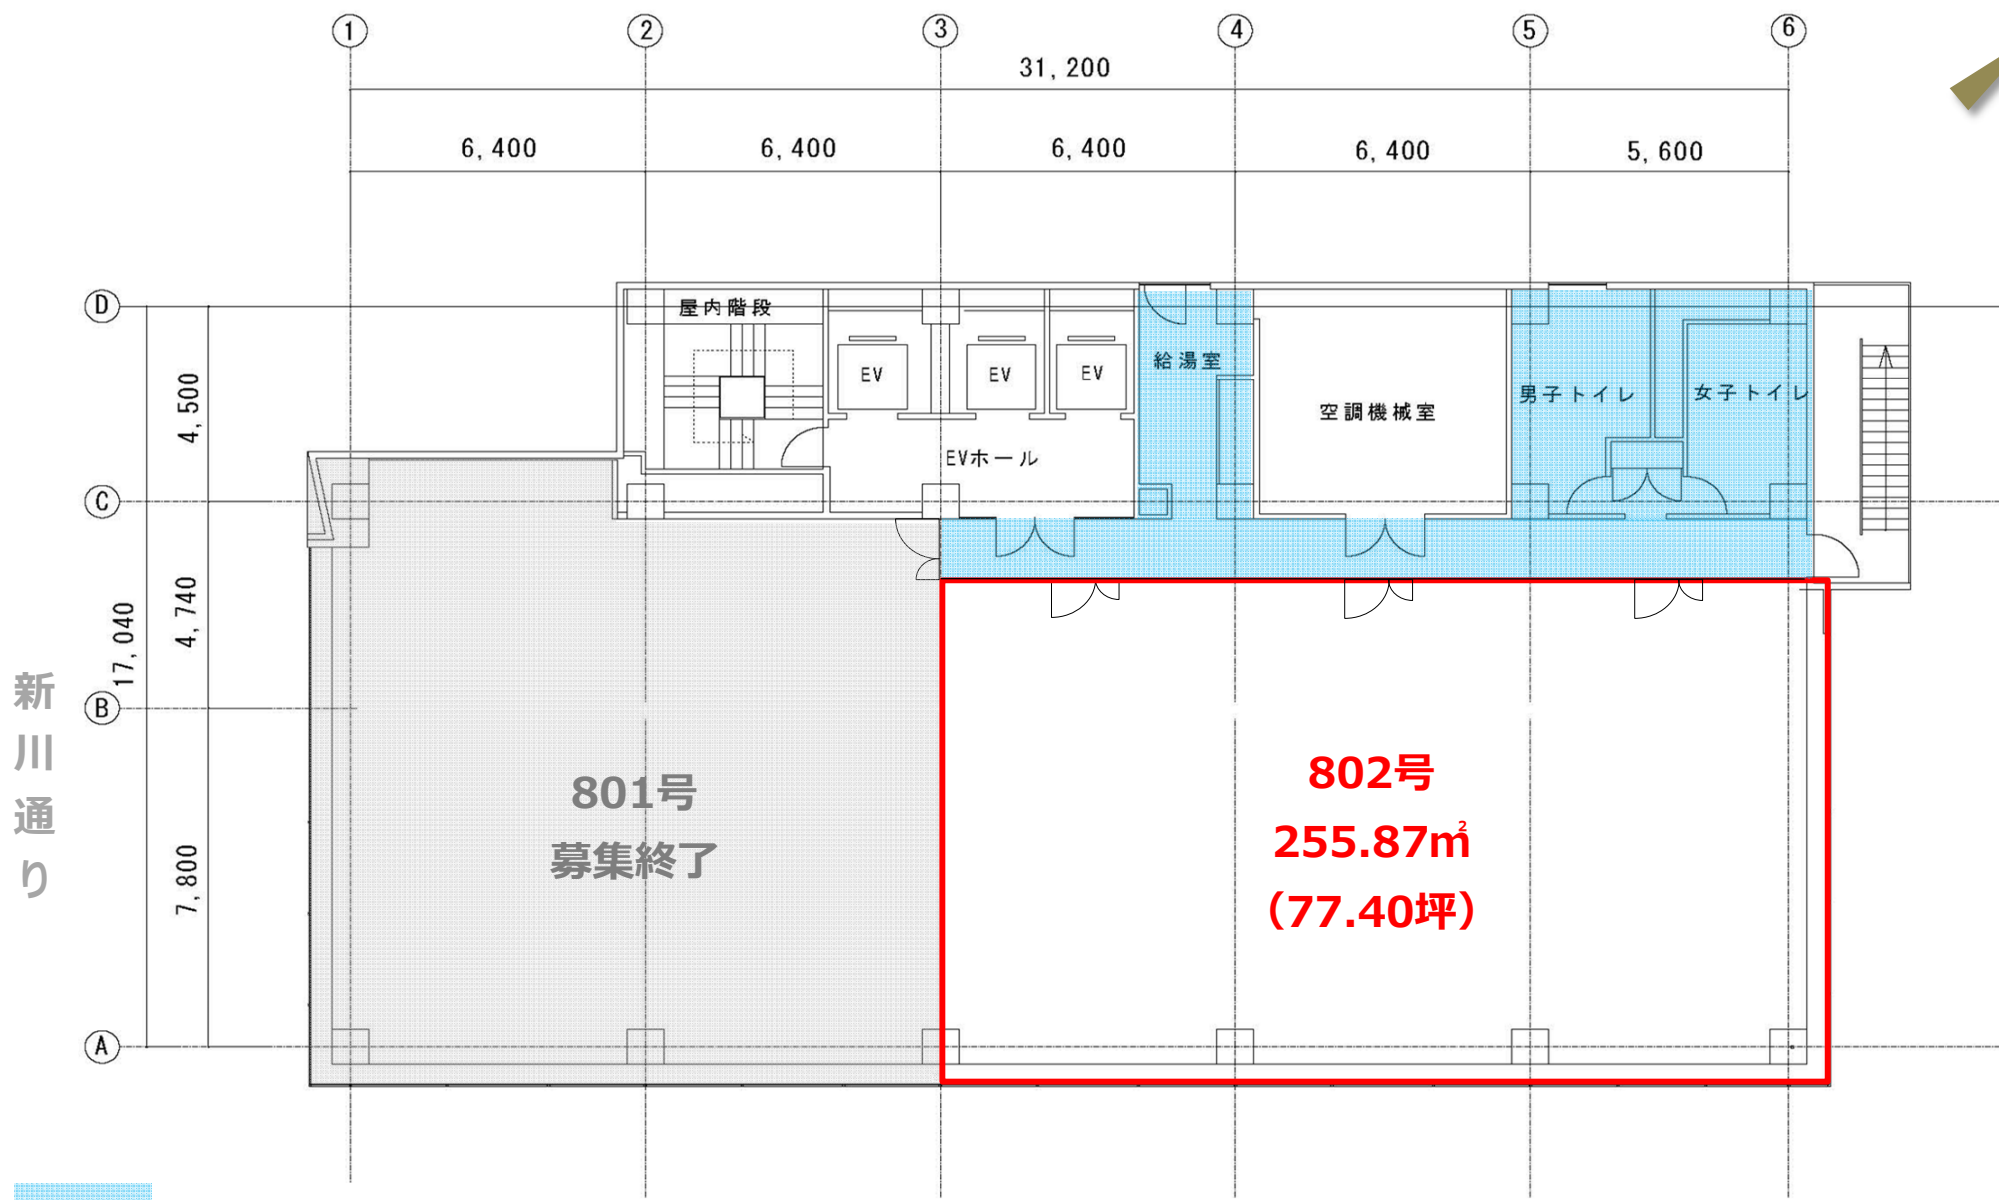 1 2 3 4 5 6
31,200
6,400 6,400 6,400 6,400 5,600
D
C
B
A
4,500
4,740
17,040
7,800
新川通り
屋内階段
EV
EV
EV
EVホール
給湯室
空調機械室
男子トイレ
女子トイレ
801号
募集終了
802号
255.87㎡
（77.40坪）